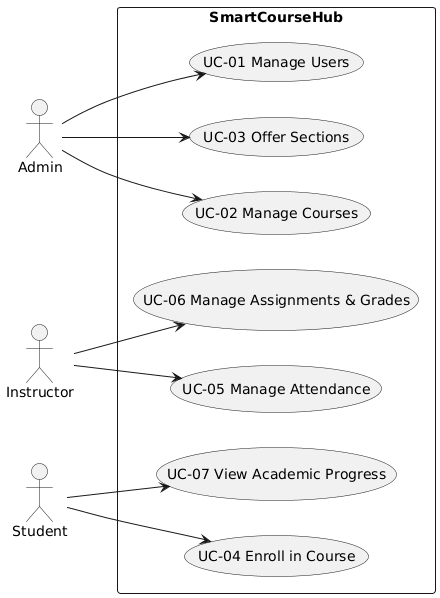 SmartCourseHub
UC-01 Manage Users
UC-03 Offer Sections
Admin
UC-02 Manage Courses
UC-06 Manage Assignments & Grades
Instructor
UC-05 Manage Attendance
UC-07 View Academic Progress
Student
UC-04 Enroll in Course